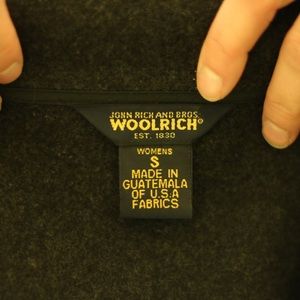 JOHN RICH AND BROS.
WOOLRICH®
EST. 1830
WOMENS
S
MADE IN
GUATEMALA
OF U.S.A
FABRICS